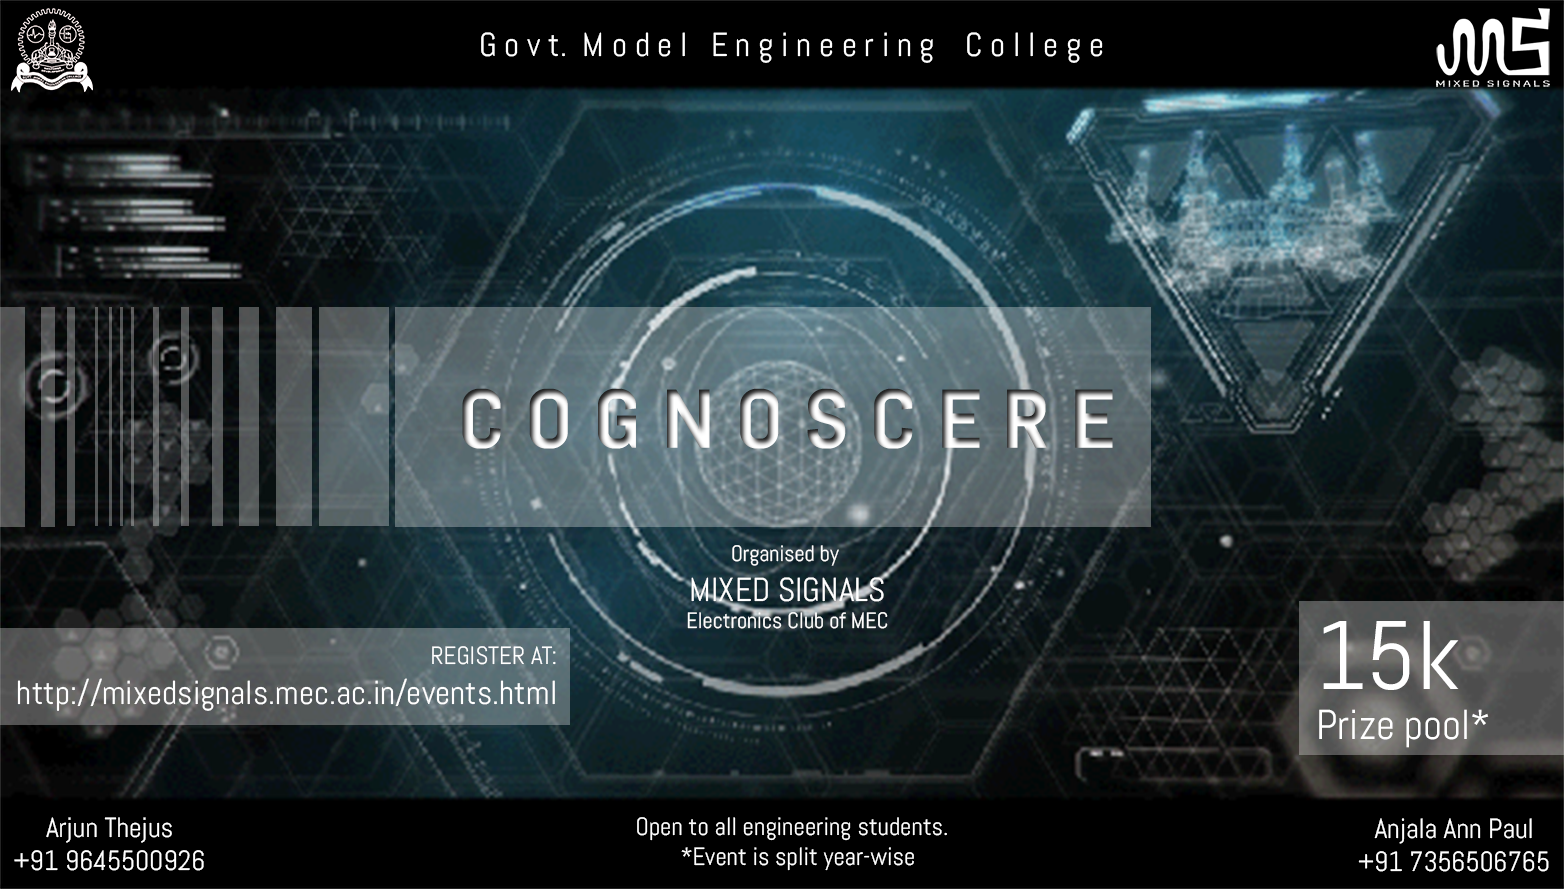 Govt. Model Engineering College
MIXED SIGNALS
COGNOSCERE
Organised by
MIXED SIGNALS
Electronics Club of MEC
REGISTER AT:
http://mixedsignals.mec.ac.in/events.html
15k
Prize pool*
Arjun Thejus
+91 9645500926
Open to all engineering students.
*Event is split year-wise
Anjala Ann Paul
+91 7356506765